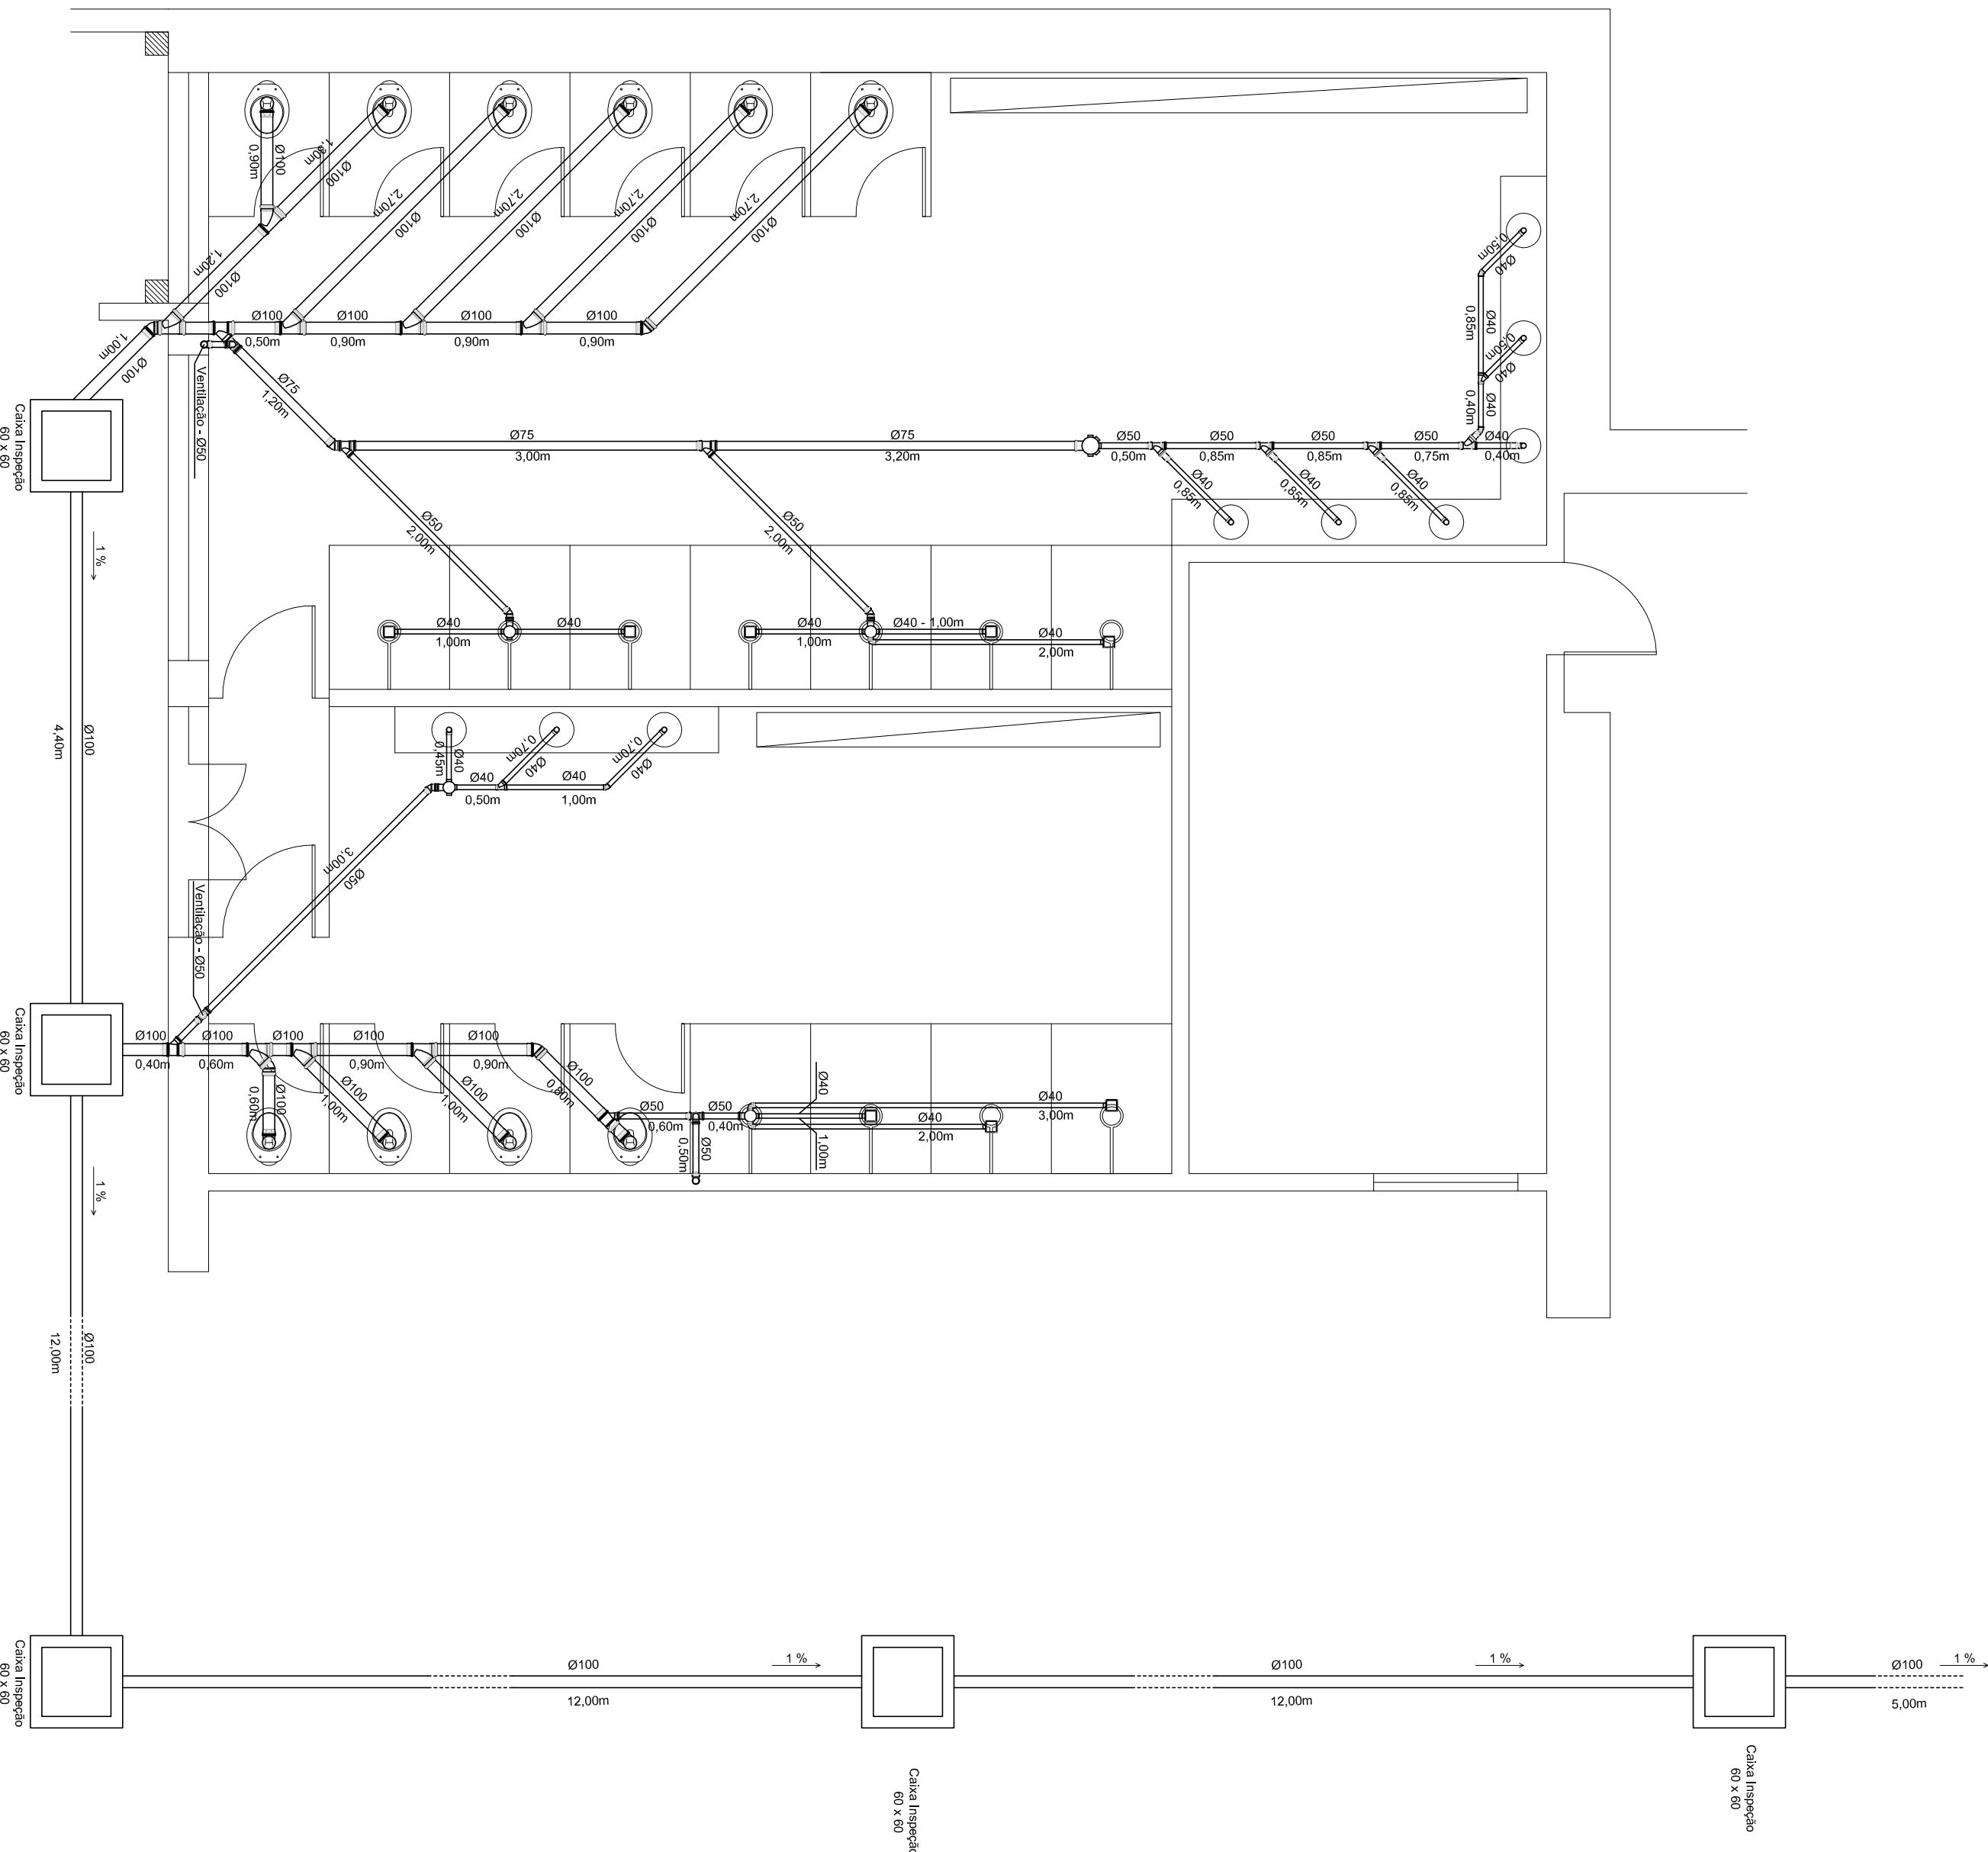 Ø100
0,90m
1,80m
Ø100
2,70m
Ø100
2,70m
Ø100
2,70m
Ø100
2,70m
Ø100
1,20m
Ø100
Ø100
0,50m
Ø100
0,90m
Ø100
0,90m
Ø100
0,90m
1,00m
Ø100
Ventilação - Ø50
Ø75
1,20m
Ø75
3,00m
Ø75
3,20m
Ø50
0,50m
Ø50
0,85m
Ø50
0,85m
Ø50
0,75m
Ø40
0,40m
0,50m
Ø40
Ø40
0,85m
0,50m
Ø40
Ø40
0,40m
Ø40
0,85m
Ø40
0,85m
Ø40
0,85m
Caixa Inspeção
60 x 60
1 %
Ø50
2,00m
Ø50
2,00m
Ø40
1,00m
Ø40
Ø40
1,00m
Ø40 - 1,00m
Ø40
2,00m
Ø100
4,40m
Ø40
0,45m
0,70m
Ø40
0,70m
Ø40
Ø40
0,50m
Ø40
1,00m
3,00m
Ø50
Ventilação - Ø50
Caixa Inspeção
60 x 60
Ø100
0,40m
Ø100
0,60m
Ø100
Ø100
0,90m
Ø100
0,90m
Ø100
0,60m
Ø100
1,00m
Ø100
1,00m
Ø100
0,80m
Ø50
0,60m
Ø50
0,40m
Ø50
0,50m
Ø40
1,00m
Ø40
2,00m
Ø40
3,00m
1 %
Ø100
12,00m
Caixa Inspeção
60 x 60
Ø100
12,00m
1 %
Caixa Inspeção
60 x 60
Ø100
12,00m
1 %
Caixa Inspeção
60 x 60
Ø100
5,00m
1 %